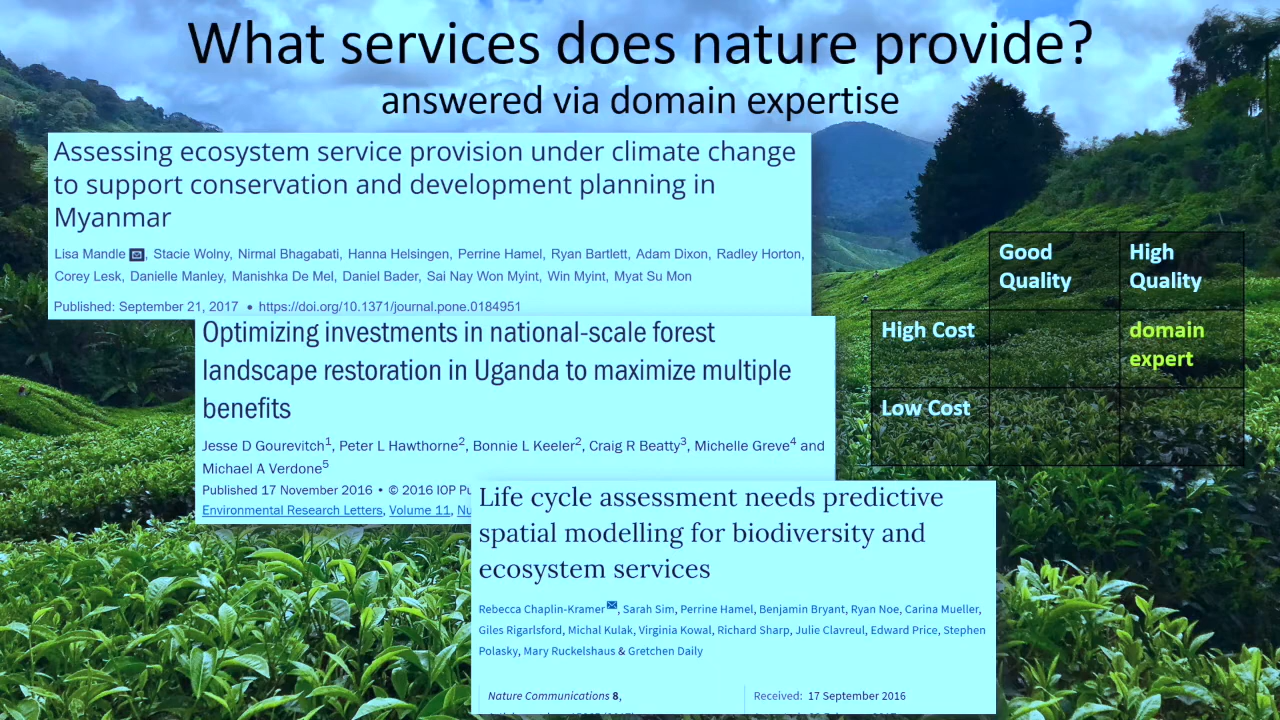 What services does nature provide?
answered via domain expertise
Assessing ecosystem service provision under climate change
to support conservation and development planning in
Myanmar
Lisa Mandle , Stacie Wolny, Nirmal Bhagabati, Hanna Helsingen, Perrine Hamel, Ryan Bartlett, Adam Dixon, Radley Horton,
Corey Lesk, Danielle Manley, Manishka De Mel, Daniel Bader, Sai Nay Won Myint, Win Myint, Myat Su Mon
Published: September 21, 2017 • https://doi.org/10.1371/journal.pone.0184951
Optimizing investments in national-scale forest
landscape restoration in Uganda to maximize multiple
benefits
Jesse D Gourevitch1, Peter L Hawthorne2, Bonnie L Keeler2, Craig R Beatty3, Michelle Greve4 and
Michael A Verdone5
Published 17 November 2016 • © 2016 IOP Pu
Environmental Research Letters, Volume 11, Nu
Life cycle assessment needs predictive
spatial modelling for biodiversity and
ecosystem services
Rebecca Chaplin-Kramer , Sarah Sim, Perrine Hamel, Benjamin Bryant, Ryan Noe, Carina Mueller,
Giles Rigarlsford, Michal Kulak, Virginia Kowal, Richard Sharp, Julie Clavreul, Edward Price, Stephen
Polasky, Mary Ruckelshaus & Gretchen Daily
Nature Communications 8,
Received: 17 September 2016
Good
Quality
High
Quality
High Cost
domain
expert
Low Cost